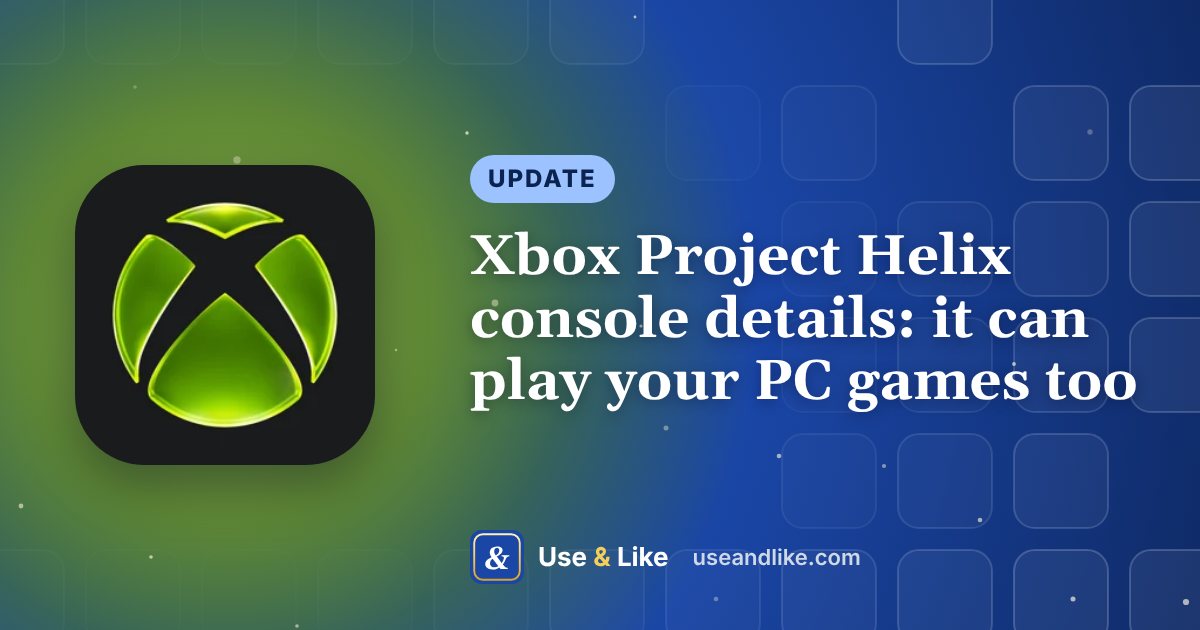 UPDATE
Xbox Project Helix
console details: it can
play your PC games too
& Use & Like useandlike.com